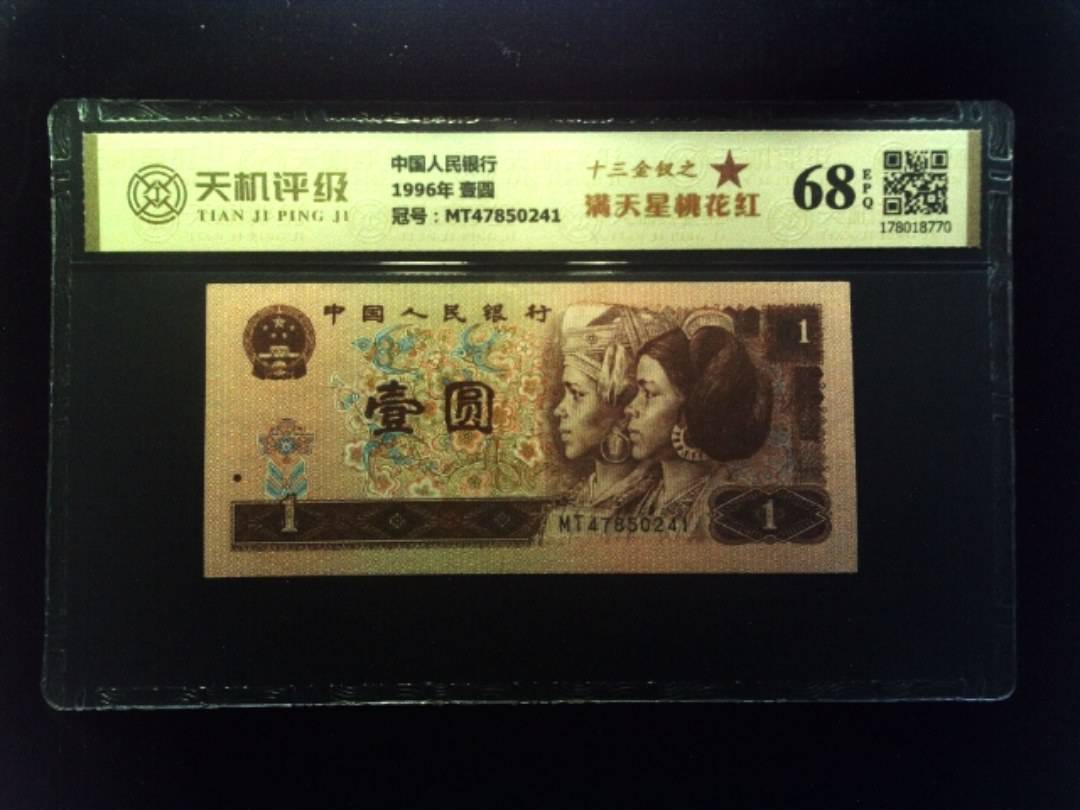 天机评级
TIAN JI PING JI
中国人民银行
1996年 壹圆
冠号：MT47850241
十三金钗之
满天星桃花红
68
EPQ
178018770
中国人民银行
壹圆
1
1
MT47850241
1